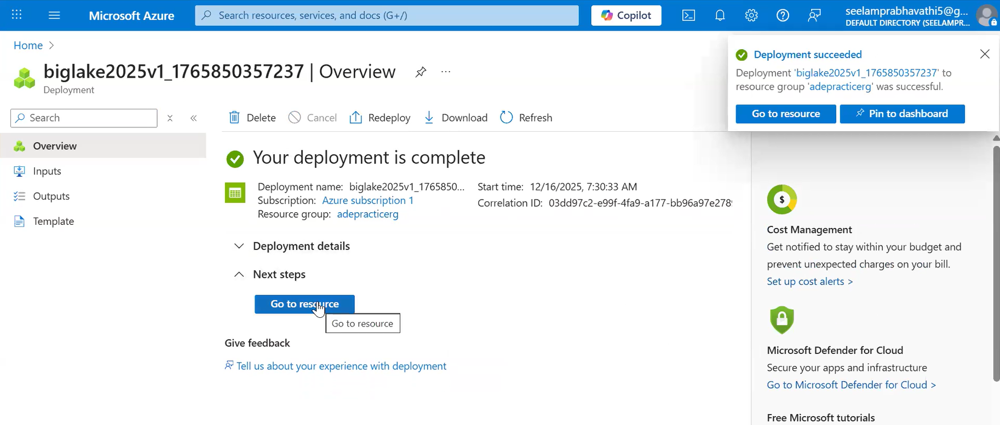 Microsoft Azure
Search resources, services, and docs (G+/)
Copilot
seelamprabhavathi5@g...
DEFAULT DIRECTORY (SEELAMPR...
Home
biglake2025v1_1765850357237 | Overview
Deployment
Deployment succeeded
Deployment 'biglake2025v1_1765850357237' to
resource group 'adepracticerg' was successful.
Go to resource
Pin to dashboard
Search
Delete
Cancel
Redeploy
Download
Refresh
Overview
Inputs
Outputs
Template
Your deployment is complete
Deployment name: biglake2025v1_1765850...
Subscription: Azure subscription 1
Resource group: adepracticerg
Start time: 12/16/2025, 7:30:33 AM
Correlation ID: 03dd97c2-e99f-4fa9-a177-bb96a97e278
Deployment details
Next steps
Go to resource
Go to resource
Give feedback
Tell us about your experience with deployment
Cost Management
Get notified to stay within your budget and
prevent unexpected charges on your bill.
Set up cost alerts >
Microsoft Defender for Cloud
Secure your apps and infrastructure
Go to Microsoft Defender for Cloud >
Free Microsoft tutorials